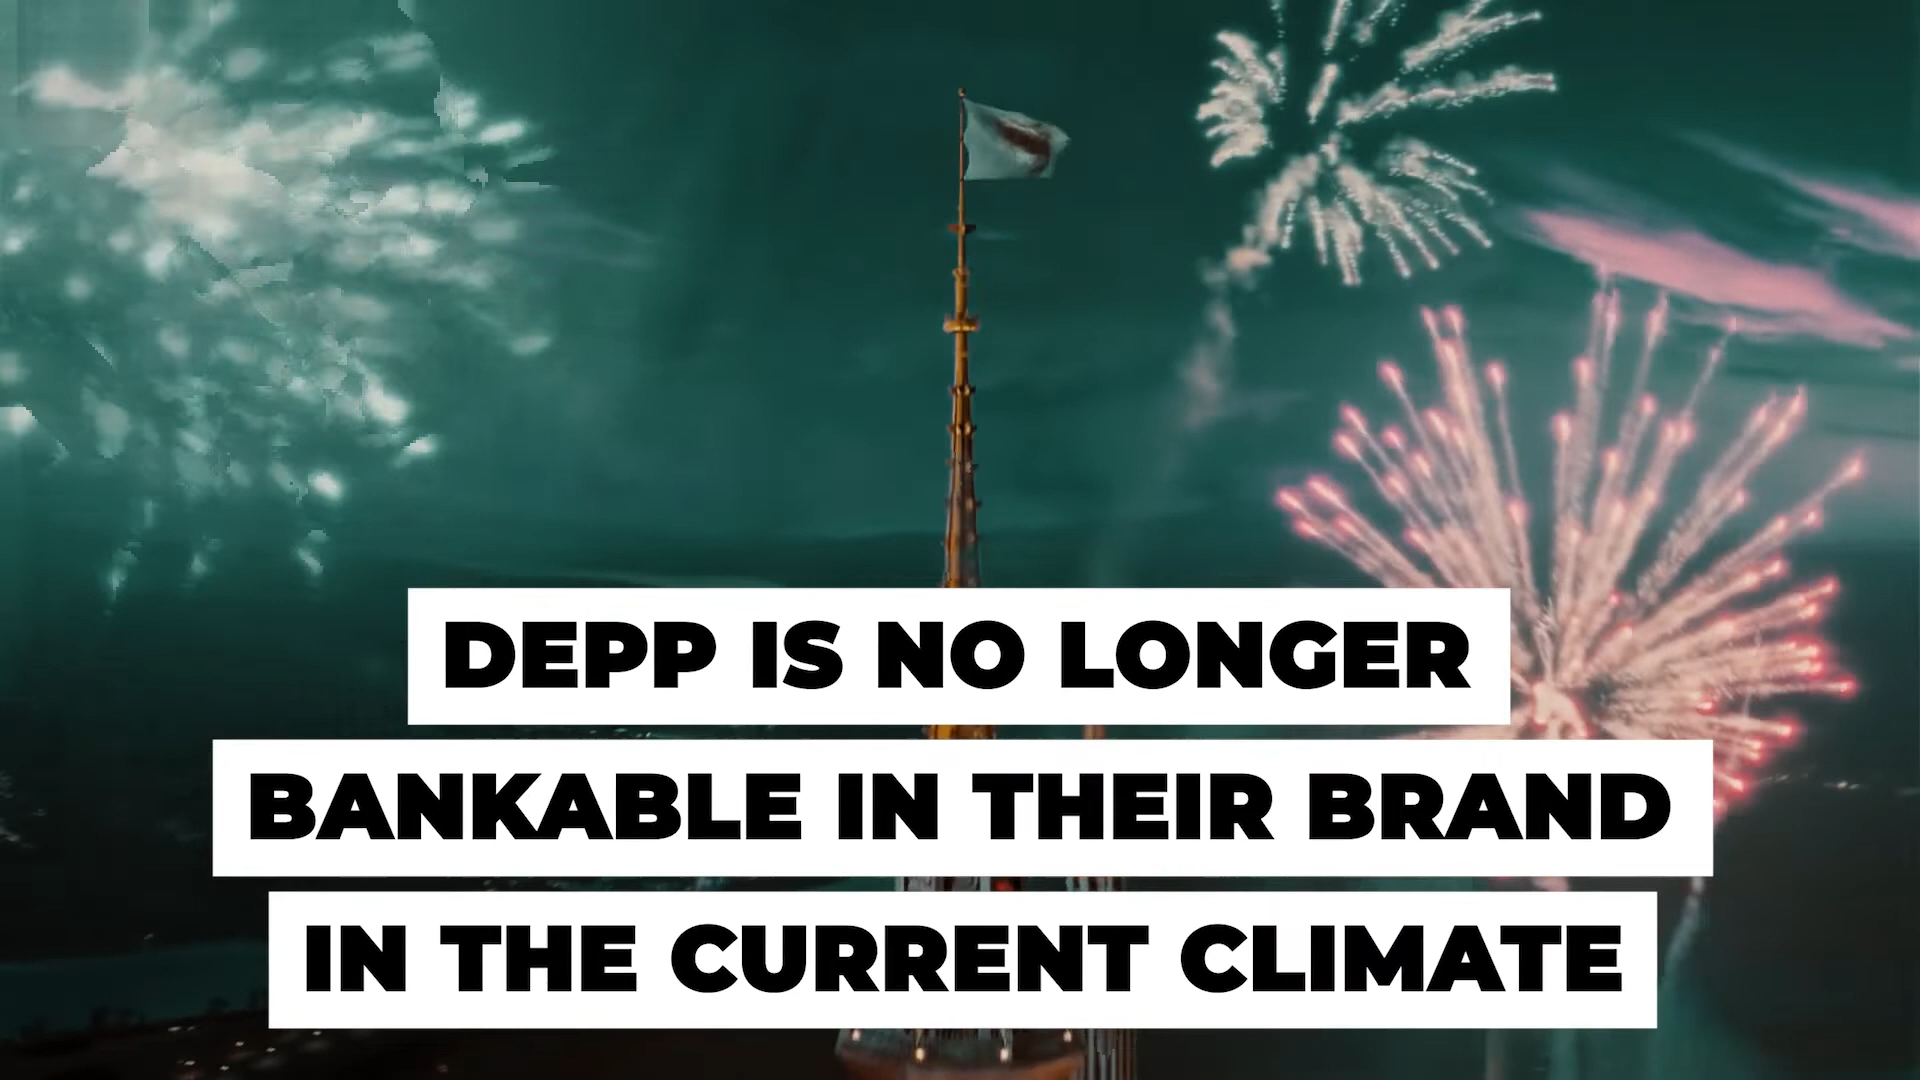 DEPP IS NO LONGER
BANKABLE IN THEIR BRAND
IN THE CURRENT CLIMATE